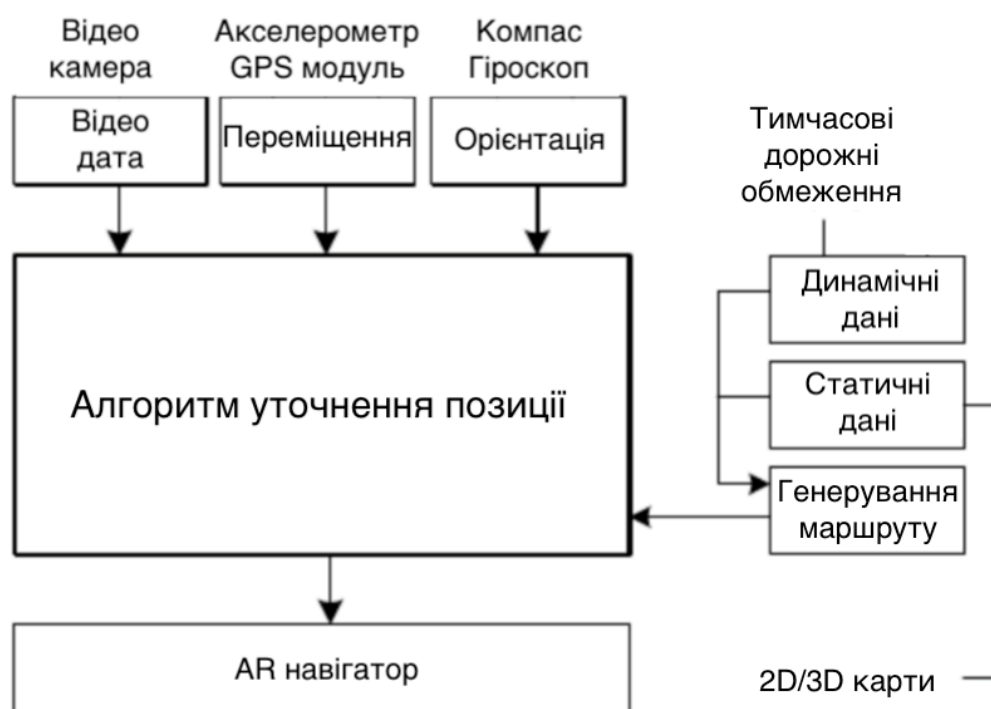 Відео
камера
Акселерометр
GPS модуль
Компас
Гіроскоп
Відео
дата
Переміщення
Орієнтація
Тимчасові
дорожні
обмеження
Динамічні
дані
Статичні
дані
Генерування
маршруту
Алгоритм уточнення позиції
AR навігатор
2D/3D карти